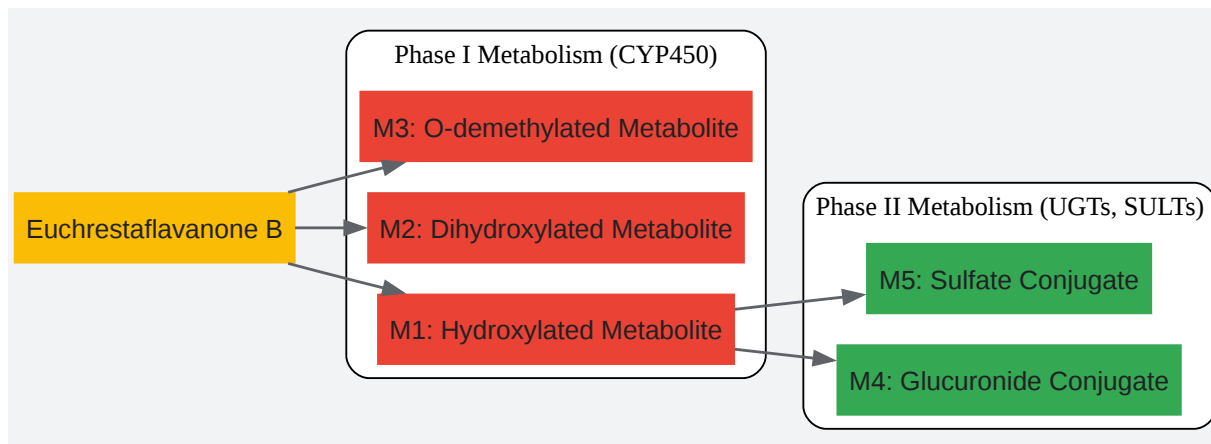 Phase I Metabolism (CYP450)
M3: O-demethylated Metabolite
Euchrestaflavanone B
M2: Dihydroxylated Metabolite
M1: Hydroxylated Metabolite
Phase II Metabolism (UGTs, SULTs)
M5: Sulfate Conjugate
M4: Glucuronide Conjugate